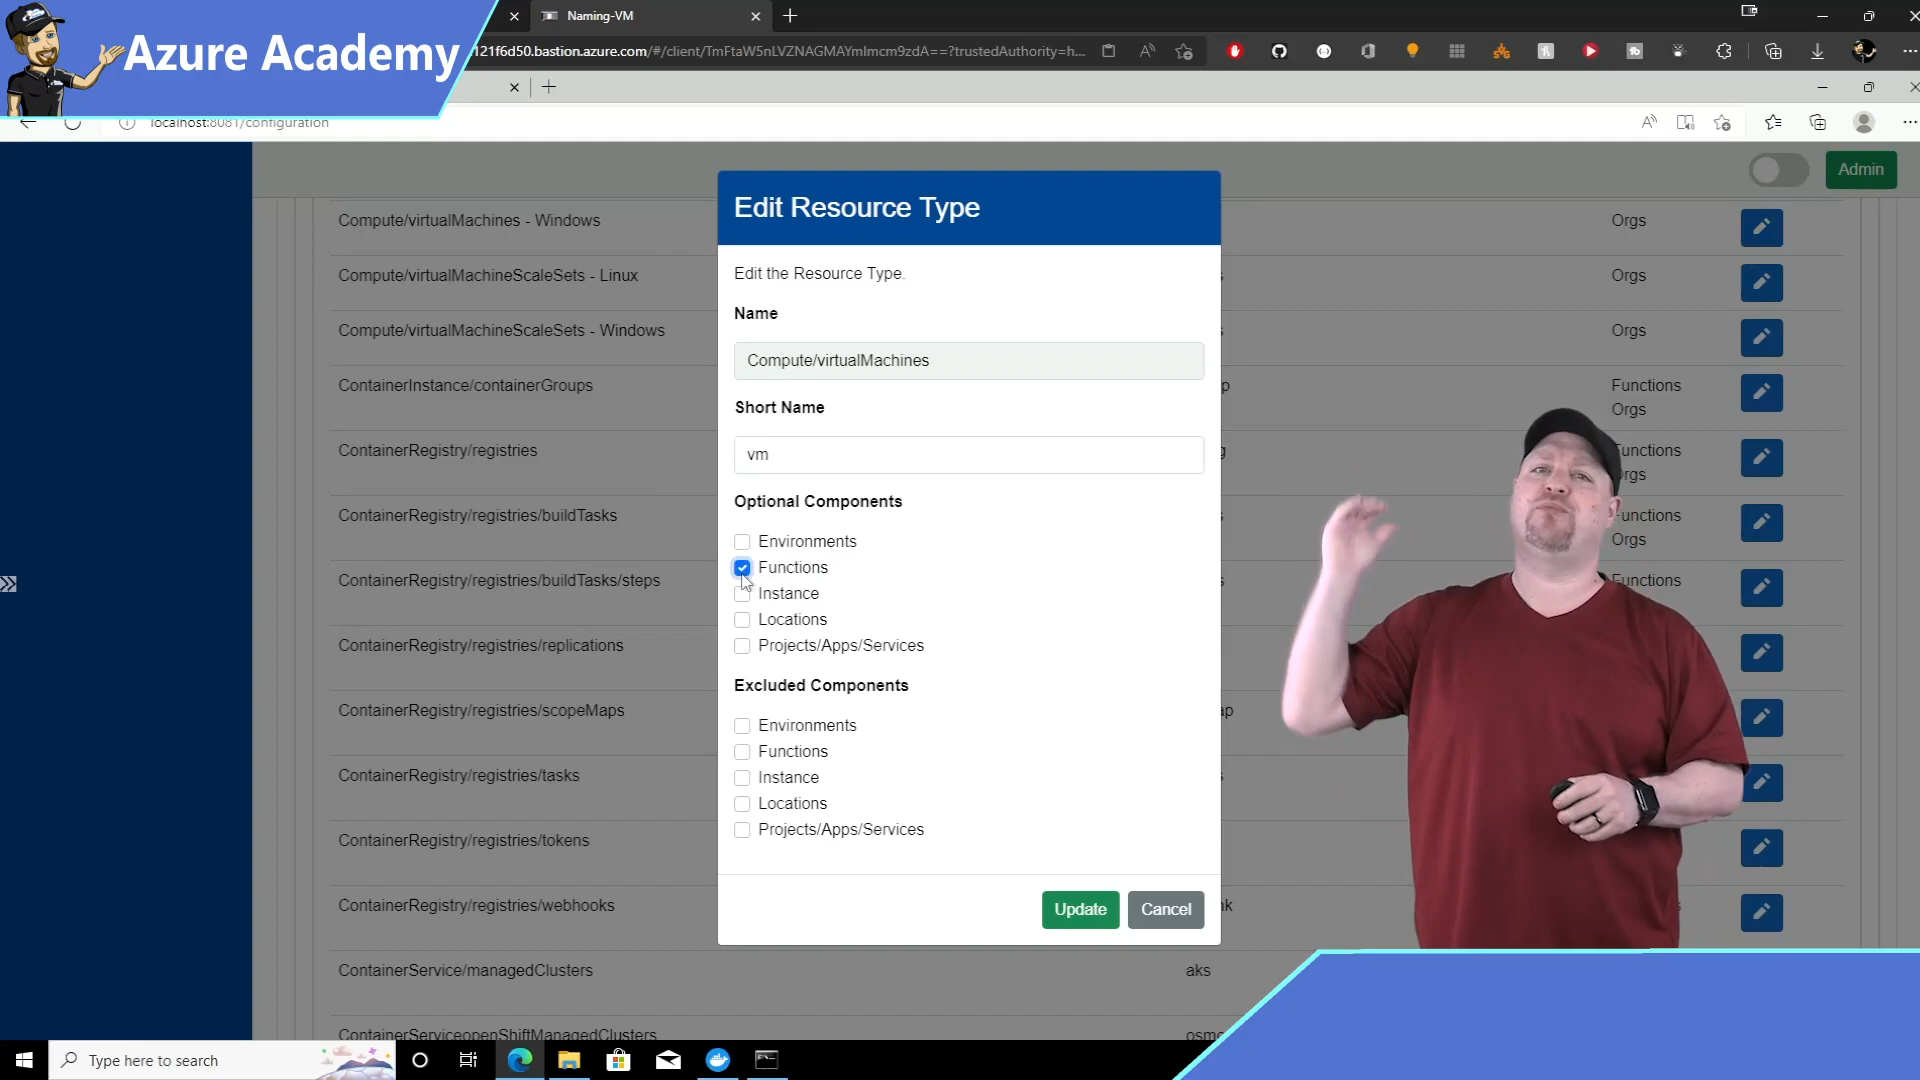 Azure Academy
Naming-VM
121f6d50.bastion.azure.com/#/client/TmFtaW5nLVZNAGMAYmlmcm9zdA==?trustedAuthority=h...
localhost:8081/configuration
Admin
Compute/virtualMachines - Windows
Orgs
Compute/virtualMachineScaleSets - Linux
Orgs
Compute/virtualMachineScaleSets - Windows
Orgs
ContainerInstance/containerGroups
Functions
Orgs
ContainerRegistry/registries
ContainerRegistry/registries/buildTasks
Orgs
ContainerRegistry/registries/buildTasks/steps
Functions
ContainerRegistry/registries/replications
ContainerRegistry/registries/scopeMaps
ContainerRegistry/registries/tasks
ContainerRegistry/registries/tokens
ContainerRegistry/registries/webhooks
ContainerService/managedClusters
aks
ContainerServiceopenShiftManagedClusters
Edit Resource Type
Edit the Resource Type.
Name
Compute/virtualMachines
Short Name
vm
Optional Components
Environments
Functions
Instance
Locations
Projects/Apps/Services
Excluded Components
Environments
Functions
Instance
Locations
Projects/Apps/Services
Update
Cancel
Type here to search